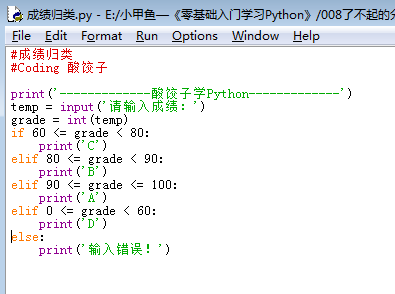 成绩归类.py - E:/小甲鱼—《零基础入门学习Python》/008了不起的分
File Edit Format Run Options Windows Help
#成绩归类
#Coding 酸饺子
print('--------------酸饺子学Python--------------')
temp = input('请输入成绩：')
grade = int(temp)
if 60 <= grade < 80:
    print('C')
elif 80 <= grade < 90:
    print('B')
elif 90 <= grade <= 100:
    print('A')
elif 0 <= grade < 60:
    print('D')
else:
    print('输入错误！')